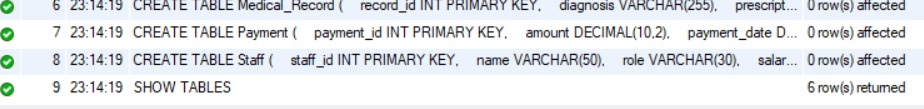 6 23:14:19 CREATE TABLE Medical_Record ( record_id INT PRIMARY KEY, diagnosis VARCHAR(255), prescript... 0 row(s) affected
7 23:14:19 CREATE TABLE Payment ( payment_id INT PRIMARY KEY, amount DECIMAL(10,2), payment_date D... 0 row(s) affected
8 23:14:19 CREATE TABLE Staff ( staff_id INT PRIMARY KEY, name VARCHAR(50), role VARCHAR(30), salar... 0 row(s) affected
9 23:14:19 SHOW TABLES 6 row(s) returned